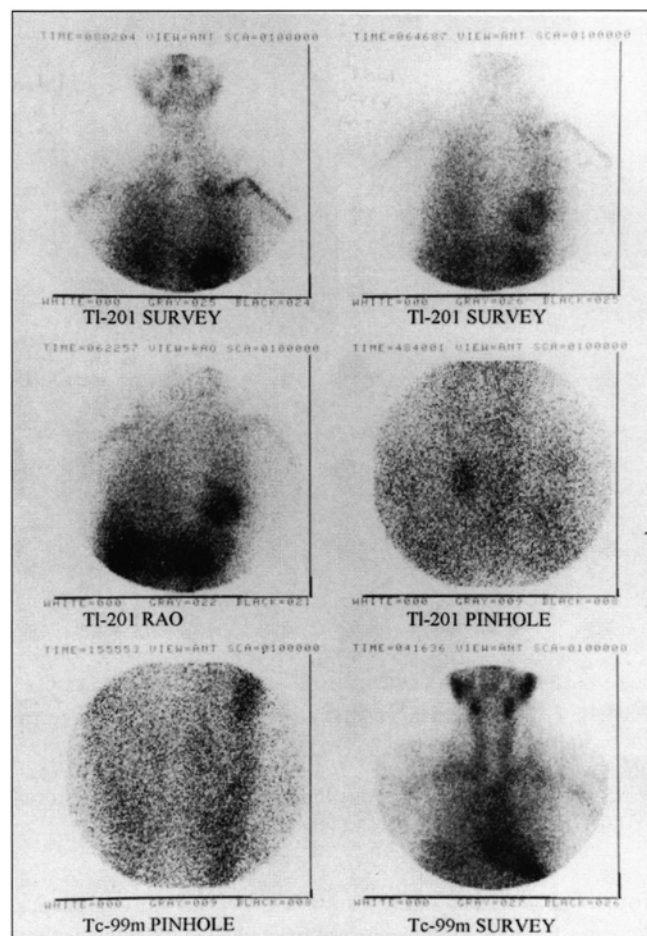 TIME=080204 VIEW=ANT SCA=0100000
WHITE=000 GRAY=025 BLACK=024
Tl-201 SURVEY
TIME=064687 VIEW=ANT SCA=0100000
WHITE=000 GRAY=026 BLACK=025
Tl-201 SURVEY
TIME=062257 VIEW=RAO SCA=0100000
WHITE=000 GRAY=022 BLACK=021
Tl-201 RAO
TIME=484001 VIEW=ANT SCA=0100000
WHITE=000 GRAY=009 BLACK=008
Tl-201 PINHOLE
TIME=155553 VIEW=ANT SCA=0100000
WHITE=000 GRAY=009 BLACK=008
Tc-99m PINHOLE
TIME=041636 VIEW=ANT SCA=0100000
WHITE=000 GRAY=027 BLACK=026
Tc-99m SURVEY